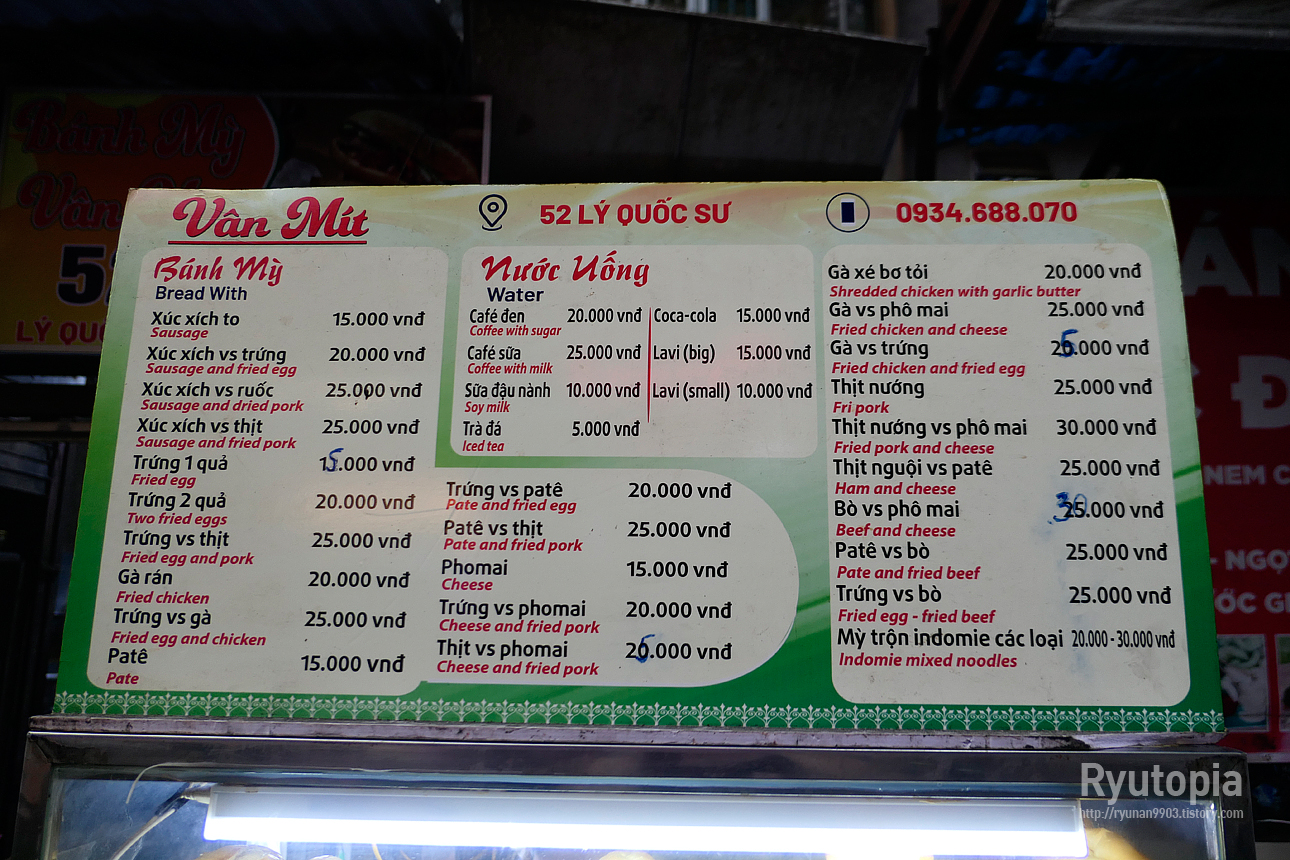 Bánh Mỳ
Vân
52
LÝ QUỐ
Vân Mít
52 LÝ QUỐC SƯ
0934.688.070
Bánh Mỳ
Bread With
Xúc xích to 15.000 vnđ
Sausage
Xúc xích vs trứng 20.000 vnđ
Sausage and fried egg
Xúc xích vs ruốc 25.000 vnđ
Sausage and dried pork
Xúc xích vs thịt 25.000 vnđ
Sausage and fried pork
Trứng 1 quả 15.000 vnđ
Fried egg
Trứng 2 quả 20.000 vnđ
Two fried eggs
Trứng vs thịt 25.000 vnđ
Fried egg and pork
Gà rán 20.000 vnđ
Fried chicken
Trứng vs gà 25.000 vnđ
Fried egg and chicken
Patê 15.000 vnđ
Pate
Nước Uống
Water
Café đen 20.000 vnđ
Coffee with sugar
Café sữa 25.000 vnđ
Coffee with milk
Sữa đậu nành 10.000 vnđ
Soy milk
Trà đá 5.000 vnđ
Iced tea
Coca-cola 15.000 vnđ
Lavi (big) 15.000 vnđ
Lavi (small) 10.000 vnđ
Trứng vs patê 20.000 vnđ
Pate and fried egg
Patê vs thịt 25.000 vnđ
Pate and fried pork
Phomai 15.000 vnđ
Cheese
Trứng vs phomai 20.000 vnđ
Cheese and fried pork
Thịt vs phomai 25.000 vnđ
Cheese and fried pork
Gà xé bơ tỏi 20.000 vnđ
Shredded chicken with garlic butter
Gà vs phô mai 25.000 vnđ
Fried chicken and cheese
Gà vs trứng 25.000 vnđ
Fried chicken and fried egg
Thịt nướng 25.000 vnđ
Fri pork
Thịt nướng vs phô mai 30.000 vnđ
Fried pork and cheese
Thịt nguội vs patê 25.000 vnđ
Ham and cheese
Bò vs phô mai 30 25.000 vnđ
Beef and cheese
Patê vs bò 25.000 vnđ
Pate and fried beef
Trứng vs bò 25.000 vnđ
Fried egg - fried beef
Mỳ trộn indomie các loại 20.000 - 30.000 vnđ
Indomie mixed noodles
NEM C
- NGỌ
Ryutopia
http://ryunan9903.tistory.com